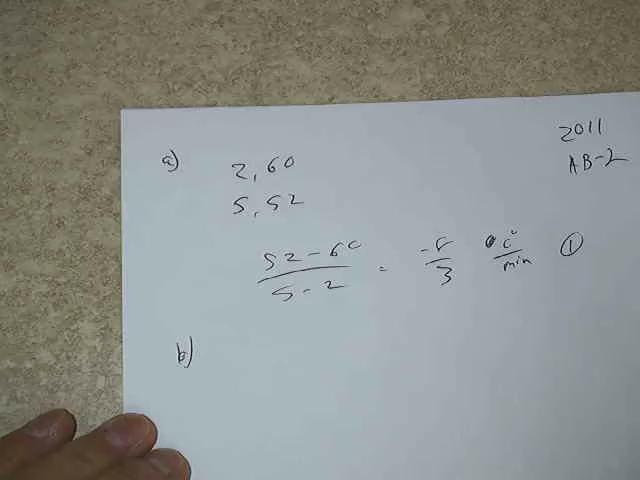 2011
AB-2
a) 2, 60
5, 52
52-60 / 5-2 = -8/3 C°/min ①
b)